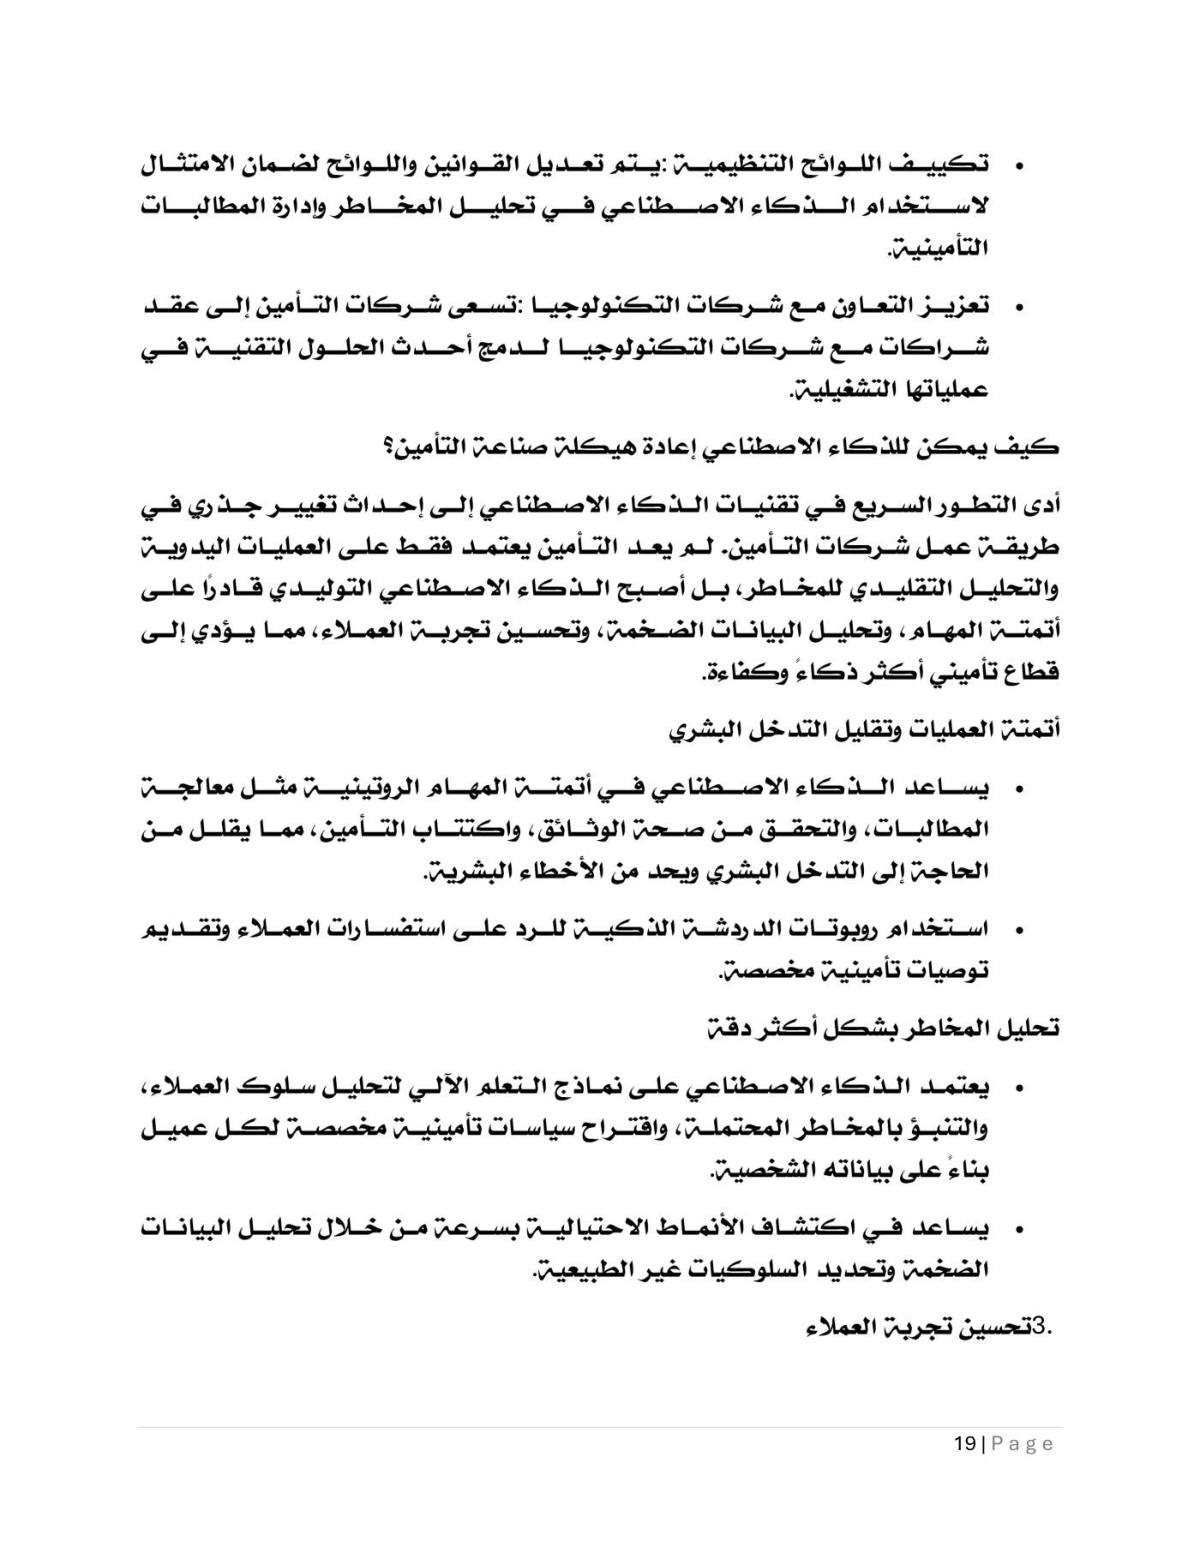 • تكييف اللوائح التنظيمية :يتم تعديل القوانين واللوائح لضمان الامتثال
لاستخدام الذكاء الاصطناعي في تحليل المخاطر وإدارة المطالبات
التأمينية.
• تعزيز التعاون مع شركات التكنولوجيا :تسعى شركات التأمين إلى عقد
شراكات مع شركات التكنولوجيا لدمج أحدث الحلول التقنية في
عملياتها التشغيلية.
كيف يمكن للذكاء الاصطناعي إعادة هيكلة صناعة التأمين؟
أدى التطور السريع في تقنيات الذكاء الاصطناعي إلى إحداث تغيير جذري في
طريقة عمل شركات التأمين. لم يعد التأمين يعتمد فقط على العمليات اليدوية
والتحليل التقليدي للمخاطر، بل أصبح الذكاء الاصطناعي التوليدي قادرًا على
أتمتة المهام، وتحليل البيانات الضخمة، وتحسين تجربة العملاء، مما يؤدي إلى
قطاع تأميني أكثر ذكاءً وكفاءة.
أتمتة العمليات وتقليل التدخل البشري
• يساعد الذكاء الاصطناعي في أتمتة المهام الروتينية مثل معالجة
المطالبات، والتحقق من صحة الوثائق، واكتتاب التأمين، مما يقلل من
الحاجة إلى التدخل البشري ويحد من الأخطاء البشرية.
• استخدام روبوتات الدردشة الذكية للرد على استفسارات العملاء وتقديم
توصيات تأمينية مخصصة.
تحليل المخاطر بشكل أكثر دقة
• يعتمد الذكاء الاصطناعي على نماذج التعلم الآلي لتحليل سلوك العملاء،
والتنبؤ بالمخاطر المحتملة، واقتراح سياسات تأمينية مخصصة لكل عميل
بناءً على بياناته الشخصية.
• يساعد في اكتشاف الأنماط الاحتيالية بسرعة من خلال تحليل البيانات
الضخمة وتحديد السلوكيات غير الطبيعية.
.3تحسين تجربة العملاء
19 | Page